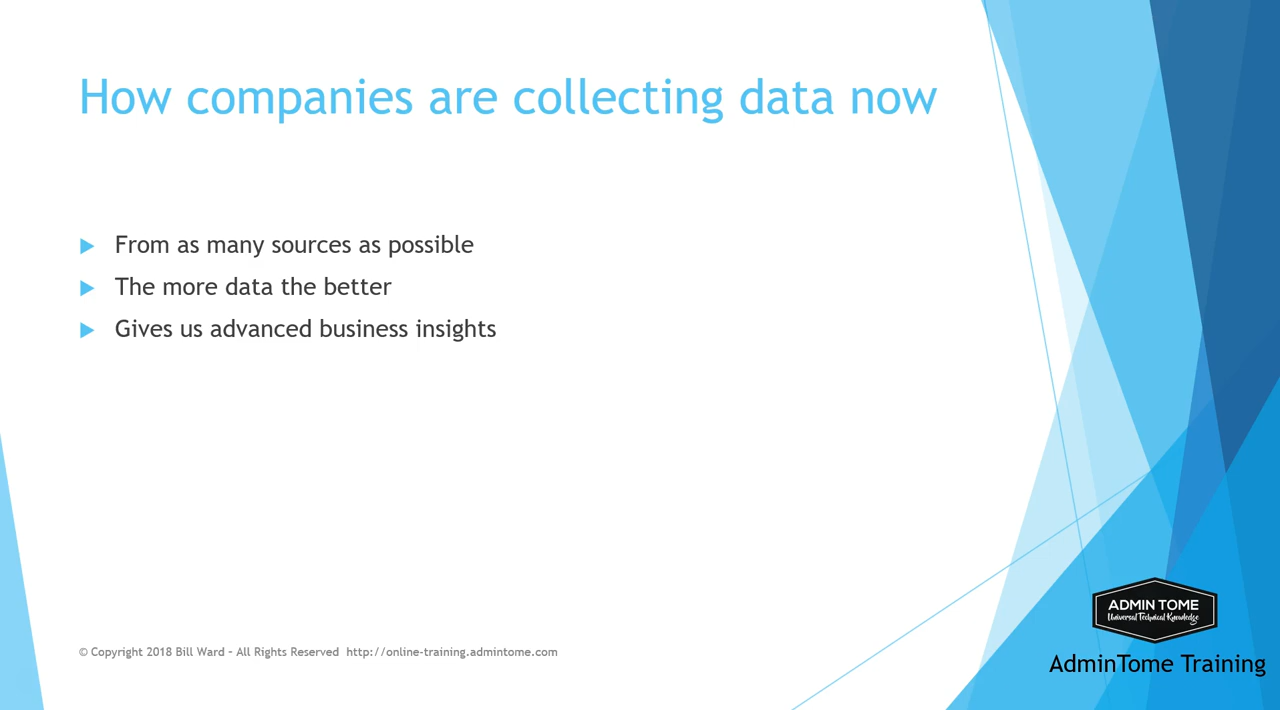 How companies are collecting data now
From as many sources as possible
The more data the better
Gives us advanced business insights
© Copyright 2018 Bill Ward – All Rights Reserved http://online-training.admintome.com
ADMIN TOME
Universal Technical Knowledge
AdminTome Training